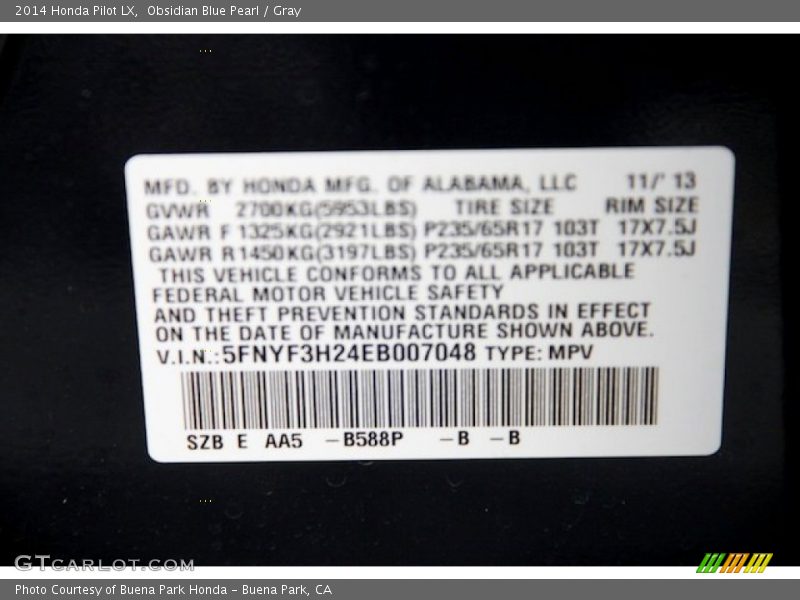 2014 Honda Pilot LX,  Obsidian Blue Pearl / Gray
MFD. BY HONDA MFG. OF ALABAMA, LLC 11/' 13
GVWR 2700KG(5953LBS) TIRE SIZE RIM SIZE
GAWR F 1325KG(2921LBS) P235/65R17 103T 17X7.5J
GAWR R 1450KG(3197LBS) P235/65R17 103T 17X7.5J
THIS VEHICLE CONFORMS TO ALL APPLICABLE
FEDERAL MOTOR VEHICLE SAFETY
AND THEFT PREVENTION STANDARDS IN EFFECT
ON THE DATE OF MANUFACTURE SHOWN ABOVE.
V.I.N.:5FNYF3H24EB007048 TYPE: MPV
SZB E AA5 –B588P –B –B
GTCARLOT.COM
Photo Courtesy of Buena Park Honda – Buena Park, CA